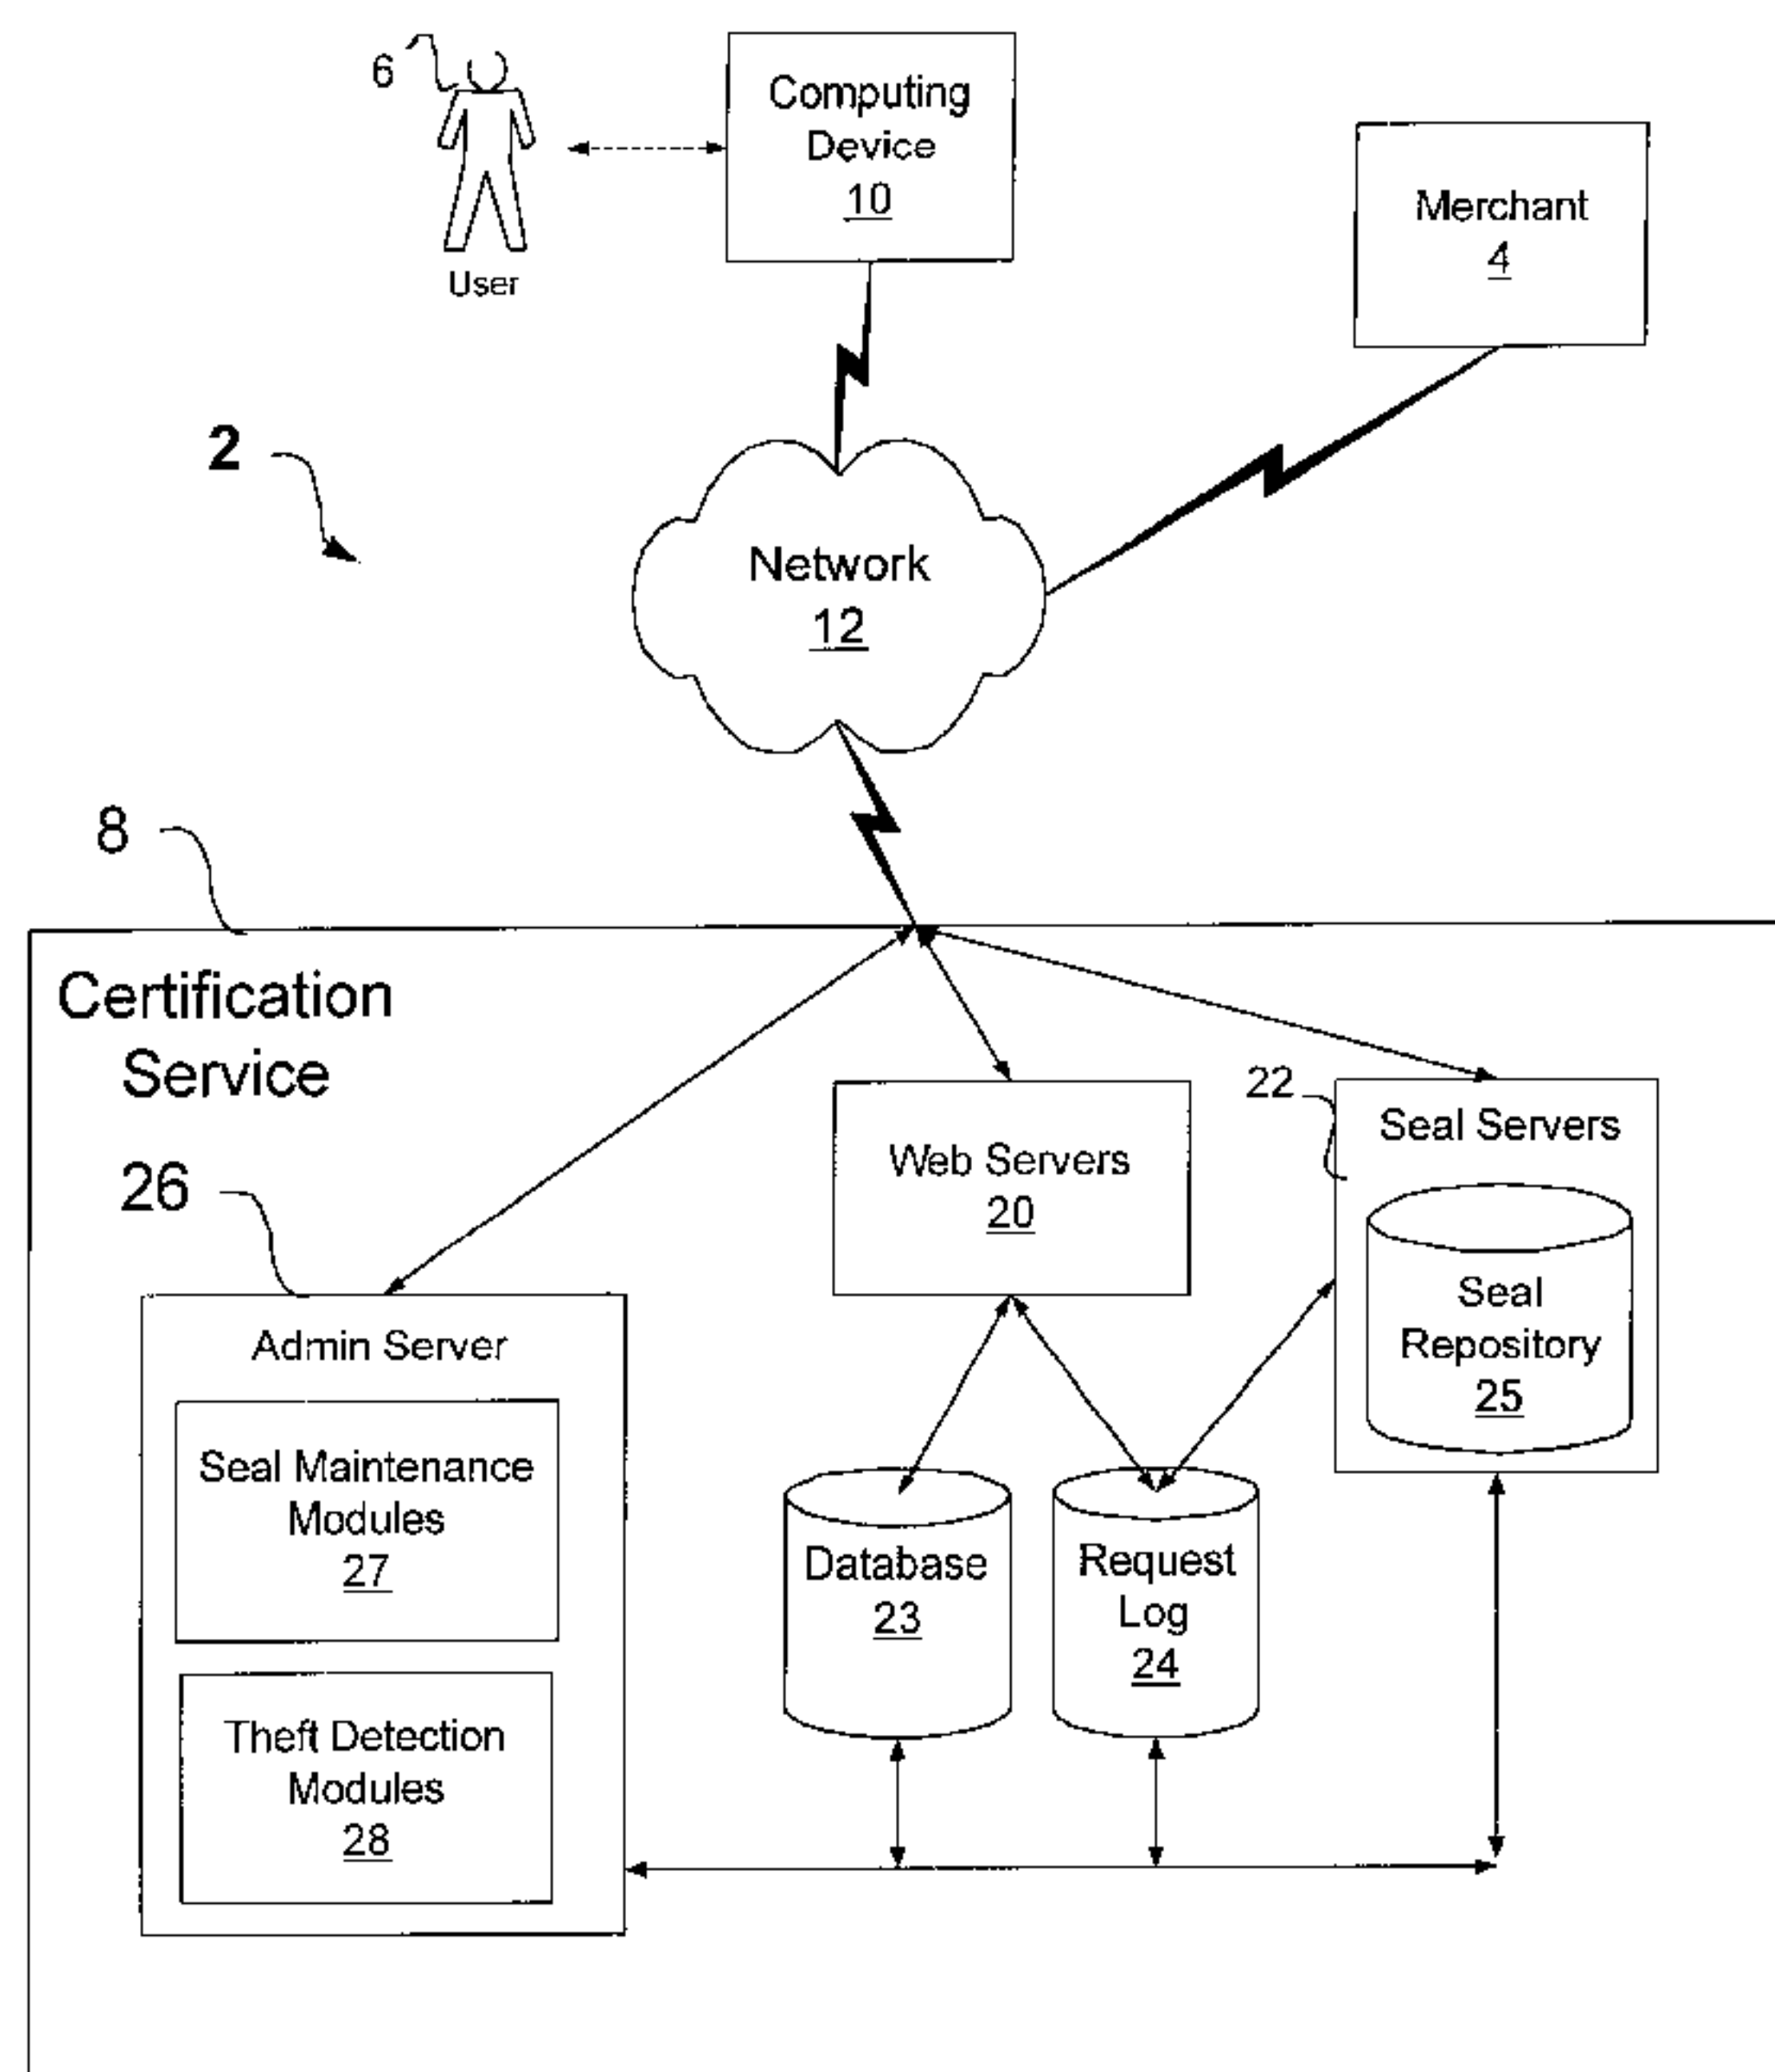 6
User
Computing
Device
10
Merchant
4
2
Network
12
8
Certification
Service
26
Admin Server
Seal Maintenance
Modules
27
Theft Detection
Modules
28
Web Servers
20
22
Seal Servers
Seal
Repository
25
Database
23
Request
Log
24